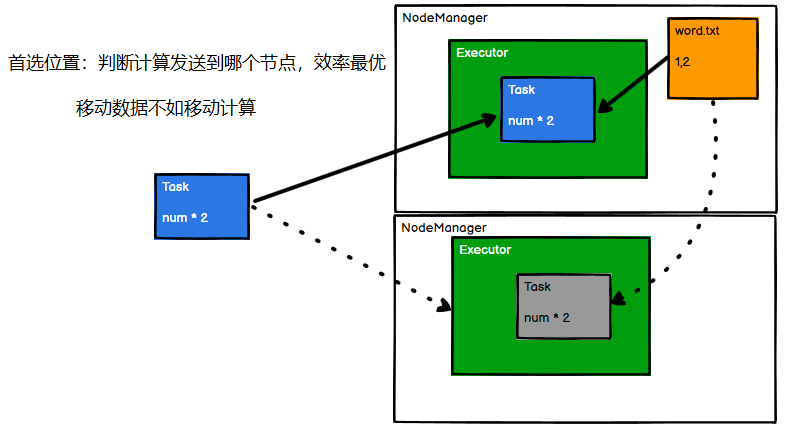 首选位置：判断计算发送到哪个节点，效率最优
移动数据不如移动计算
Task
num * 2
NodeManager
Executor
Task
num * 2
word.txt
1,2
NodeManager
Executor
Task
num * 2